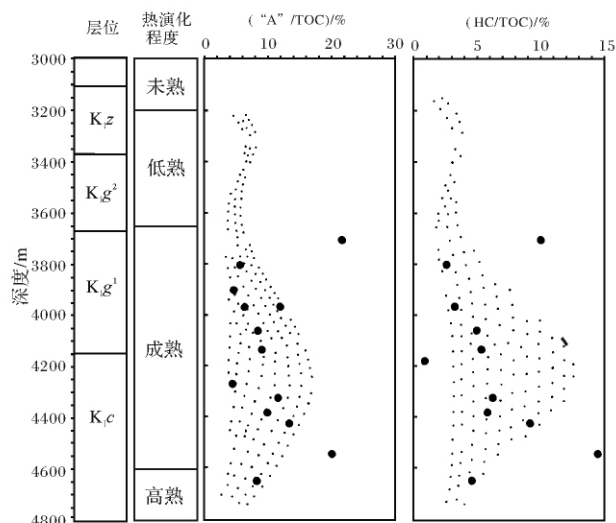 层位
热演化
程度
("A"/TOC)/%
(HC/TOC)/%
0 10 20 30
0 5 10 15
深度/m
3000
3200
3400
3600
3800
4000
4200
4400
4600
4800
K₁z
K₁g²
K₁g¹
K₁c
未熟
低熟
成熟
高熟